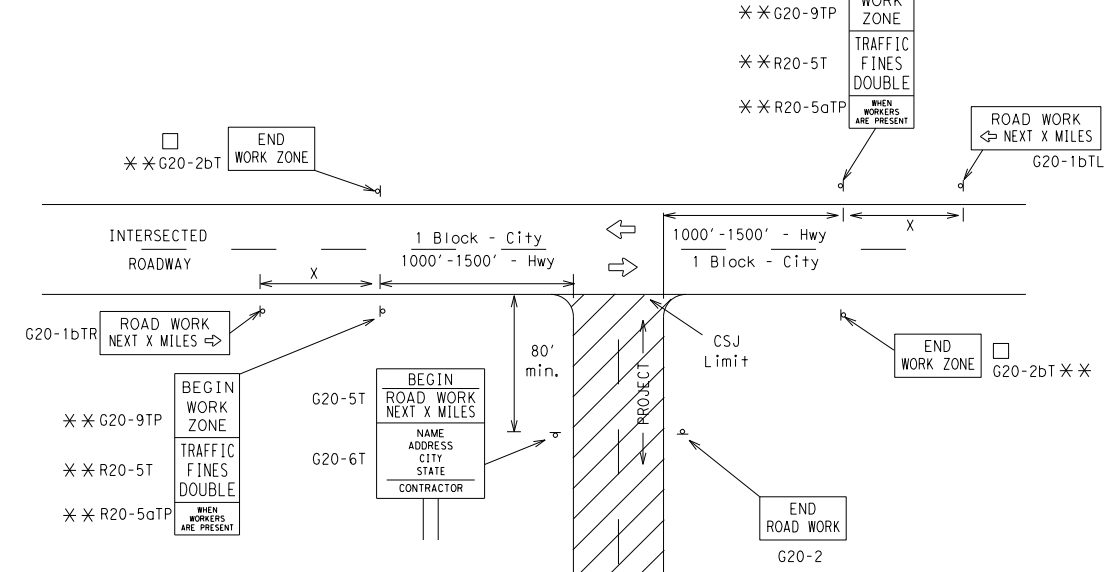 WORK
ZONE
✳✳G20-9TP
TRAFFIC
FINES
DOUBLE
✳✳R20-5T
WHEN
WORKERS
ARE PRESENT
✳✳R20-5aTP
ROAD WORK
⇦ NEXT X MILES
G20-1bTL
END
WORK ZONE
□
✳✳G20-2bT
X
INTERSECTED
ROADWAY
1 Block - City
1000'-1500' - Hwy
1000'-1500' - Hwy
1 Block - City
X
G20-1bTR
ROAD WORK
NEXT X MILES ⇨
80'
min.
PROJECT
CSJ
Limit
END
WORK ZONE
□
G20-2bT✳✳
BEGIN
WORK
ZONE
✳✳G20-9TP
TRAFFIC
FINES
DOUBLE
✳✳R20-5T
WHEN
WORKERS
ARE PRESENT
✳✳R20-5aTP
BEGIN
ROAD WORK
NEXT X MILES
G20-5T
NAME
ADDRESS
CITY
STATE
CONTRACTOR
G20-6T
END
ROAD WORK
G20-2